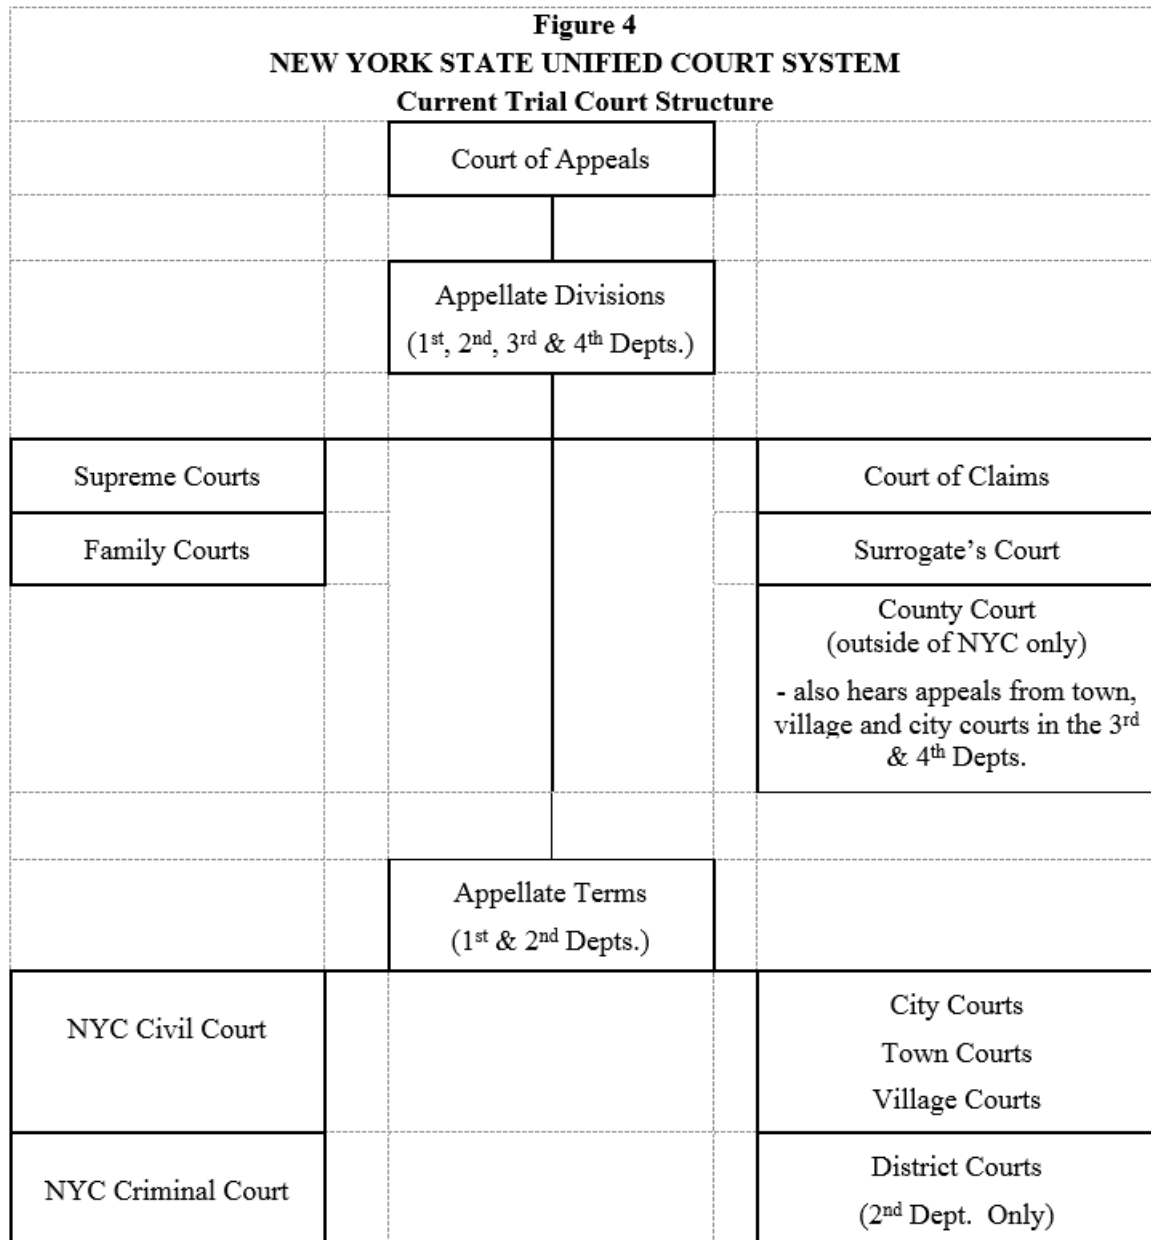 Figure 4
NEW YORK STATE UNIFIED COURT SYSTEM
Current Trial Court Structure
Court of Appeals
Appellate Divisions
(1st, 2nd, 3rd & 4th Depts.)
Supreme Courts
Family Courts
Court of Claims
Surrogate’s Court
County Court
(outside of NYC only)
- also hears appeals from town,
village and city courts in the 3rd
& 4th Depts.
Appellate Terms
(1st & 2nd Depts.)
NYC Civil Court
NYC Criminal Court
City Courts
Town Courts
Village Courts
District Courts
(2nd Dept.  Only)